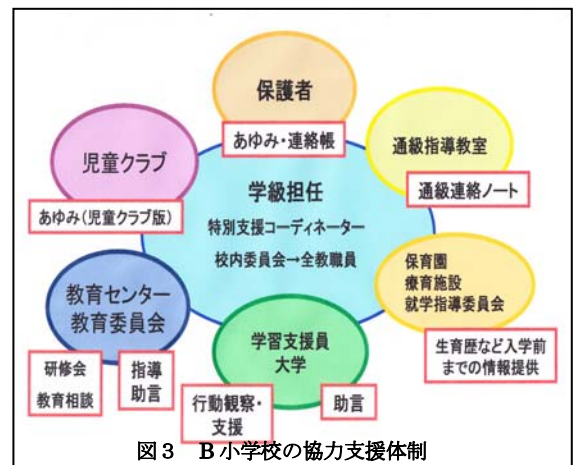 保護者
あゆみ・連絡帳
児童クラブ
あゆみ(児童クラブ版)
通級指導教室
通級連絡ノート
学級担任
特別支援コーディネーター
校内委員会→全教職員
教育センター
教育委員会
研修会
教育相談
指導
助言
学習支援員
大学
行動観察・
支援
助言
保育園
療育施設
就学指導委員会
生育歴など入学前
までの情報提供
図3 B小学校の協力支援体制